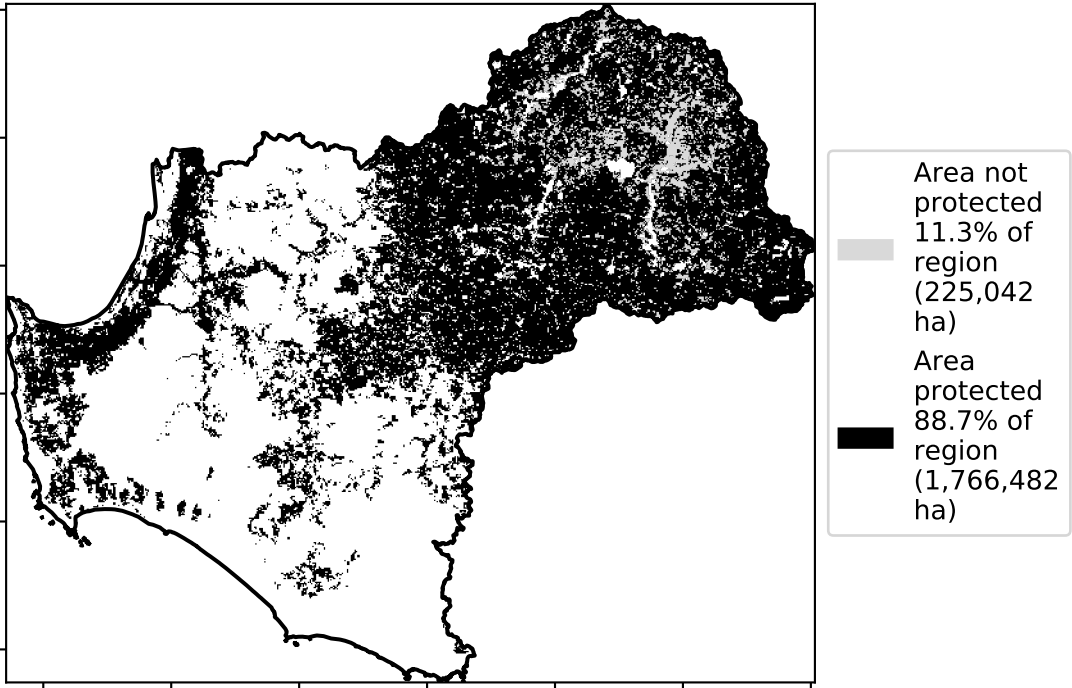 Area not
protected
11.3% of
region
(225,042
ha)
Area
protected
88.7% of
region
(1,766,482
ha)